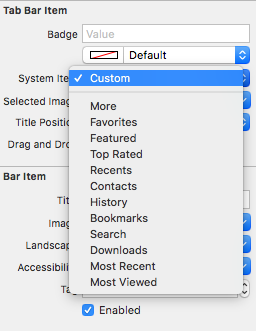 Tab Bar Item
Badge Value
Default
System Ite ✓ Custom
Selected Imag
More
Title Positio
Favorites
Featured
Drag and Dro
Top Rated
Recents
Bar Item
Contacts
History
Tit
Bookmarks
Imag
Search
Landscap
Downloads
Accessibilit
Most Recent
Ta
Most Viewed
Enabled